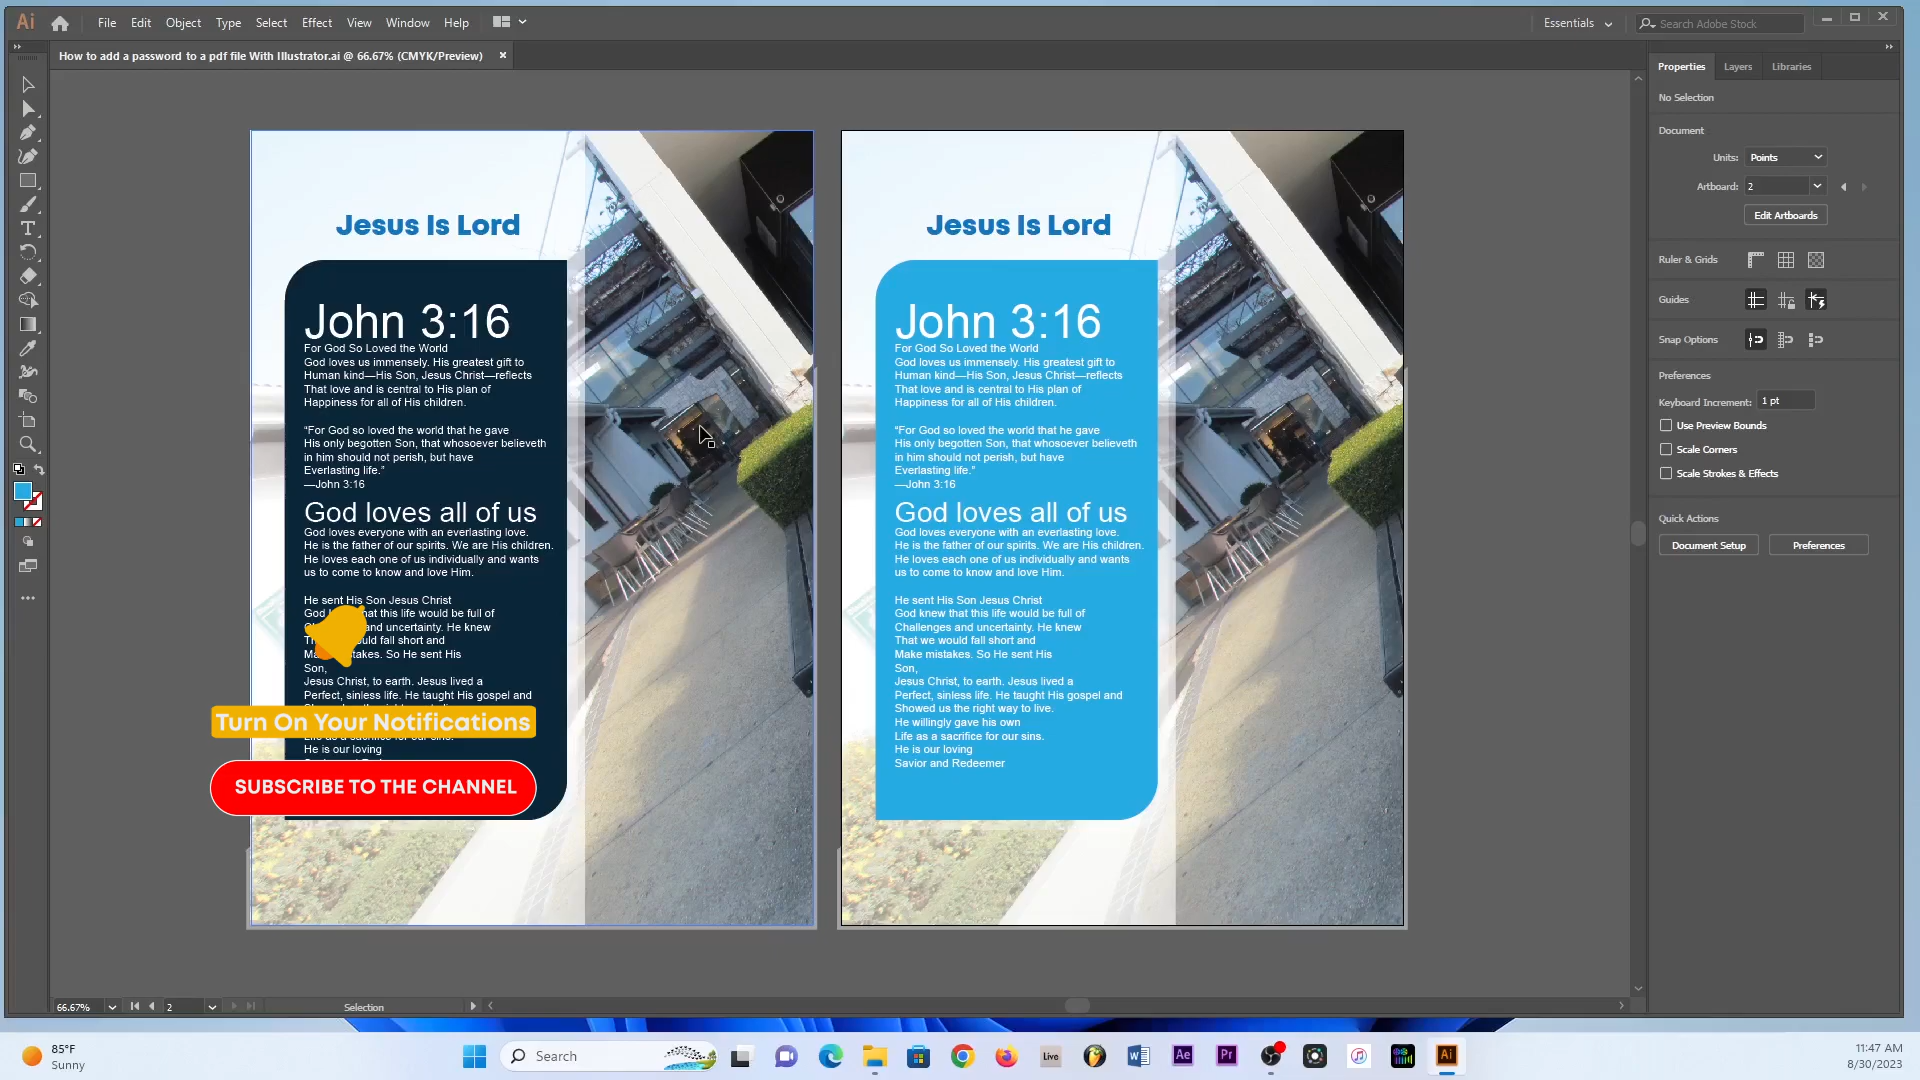 Ai
File Edit Object Type Select Effect View Window Help
Essentials
Search Adobe Stock
How to add a password to a pdf file With Illustrator.ai @ 66.67% (CMYK/Preview)
Properties Layers Libraries
No Selection
Document
Units: Points
Artboard: 2
Edit Artboards
Ruler & Grids
Guides
Snap Options
Preferences
Keyboard Increment: 1 pt
Use Preview Bounds
Scale Corners
Scale Strokes & Effects
Quick Actions
Document Setup Preferences
Jesus Is Lord
John 3:16
For God So Loved the World
God loves us immensely. His greatest gift to
Human kind—His Son, Jesus Christ—reflects
That love and is central to His plan of
Happiness for all of His children.
“For God so loved the world that he gave
His only begotten Son, that whosoever believeth
in him should not perish, but have
Everlasting life.”
—John 3:16
God loves all of us
God loves everyone with an everlasting love.
He is the father of our spirits. We are His children.
He loves each one of us individually and wants
us to come to know and love Him.
He sent His Son Jesus Christ
God that this life would be full of
and uncertainty. He knew
ould fall short and
stakes. So He sent His
Son,
Jesus Christ, to earth. Jesus lived a
Perfect, sinless life. He taught His gospel and
Turn On Your Notifications
Life as a sacrifice for our sins.
He is our loving
SUBSCRIBE TO THE CHANNEL
Jesus Is Lord
John 3:16
For God So Loved the World
God loves us immensely. His greatest gift to
Human kind—His Son, Jesus Christ—reflects
That love and is central to His plan of
Happiness for all of His children.
“For God so loved the world that he gave
His only begotten Son, that whosoever believeth
in him should not perish, but have
Everlasting life.”
—John 3:16
God loves all of us
God loves everyone with an everlasting love.
He is the father of our spirits. We are His children.
He loves each one of us individually and wants
us to come to know and love Him.
He sent His Son Jesus Christ
God knew that this life would be full of
Challenges and uncertainty. He knew
That we would fall short and
Make mistakes. So He sent His
Son,
Jesus Christ, to earth. Jesus lived a
Perfect, sinless life. He taught His gospel and
Showed us the right way to live.
He willingly gave his own
Life as a sacrifice for our sins.
He is our loving
Savior and Redeemer
66.67% 2 Selection
85°F
Sunny
Search
Live
Ae
Pr
Ai
11:47 AM
8/30/2023